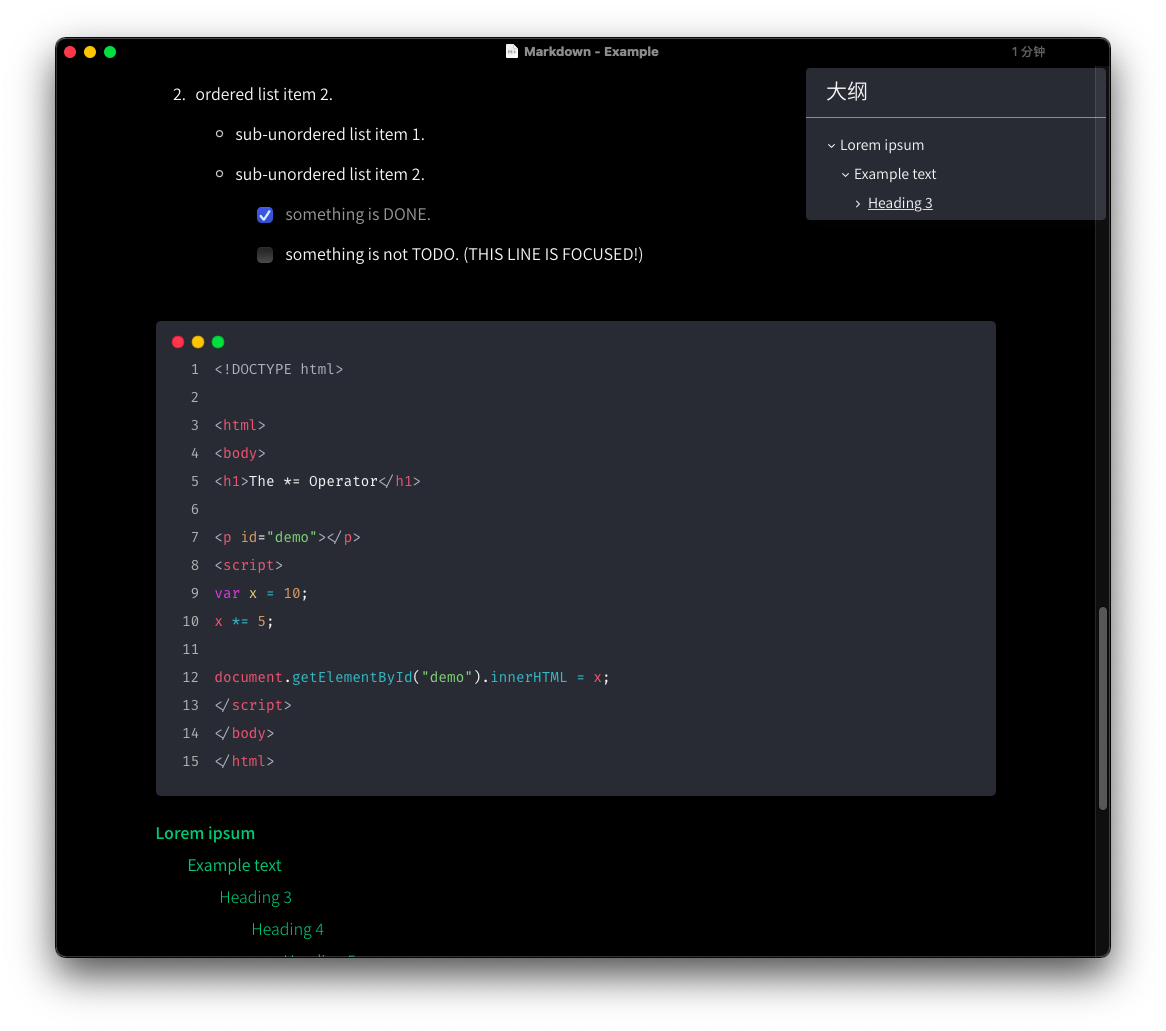 Markdown - Example
1 分钟
2. ordered list item 2.
sub-unordered list item 1.
sub-unordered list item 2.
something is DONE.
something is not TODO. (THIS LINE IS FOCUSED!)
大纲
Lorem ipsum
Example text
Heading 3
1 <!DOCTYPE html>
2
3 <html>
4 <body>
5 <h1>The *= Operator</h1>
6
7 <p id="demo"></p>
8 <script>
9 var x = 10;
10 x *= 5;
11
12 document.getElementById("demo").innerHTML = x;
13 </script>
14 </body>
15 </html>
Lorem ipsum
Example text
Heading 3
Heading 4